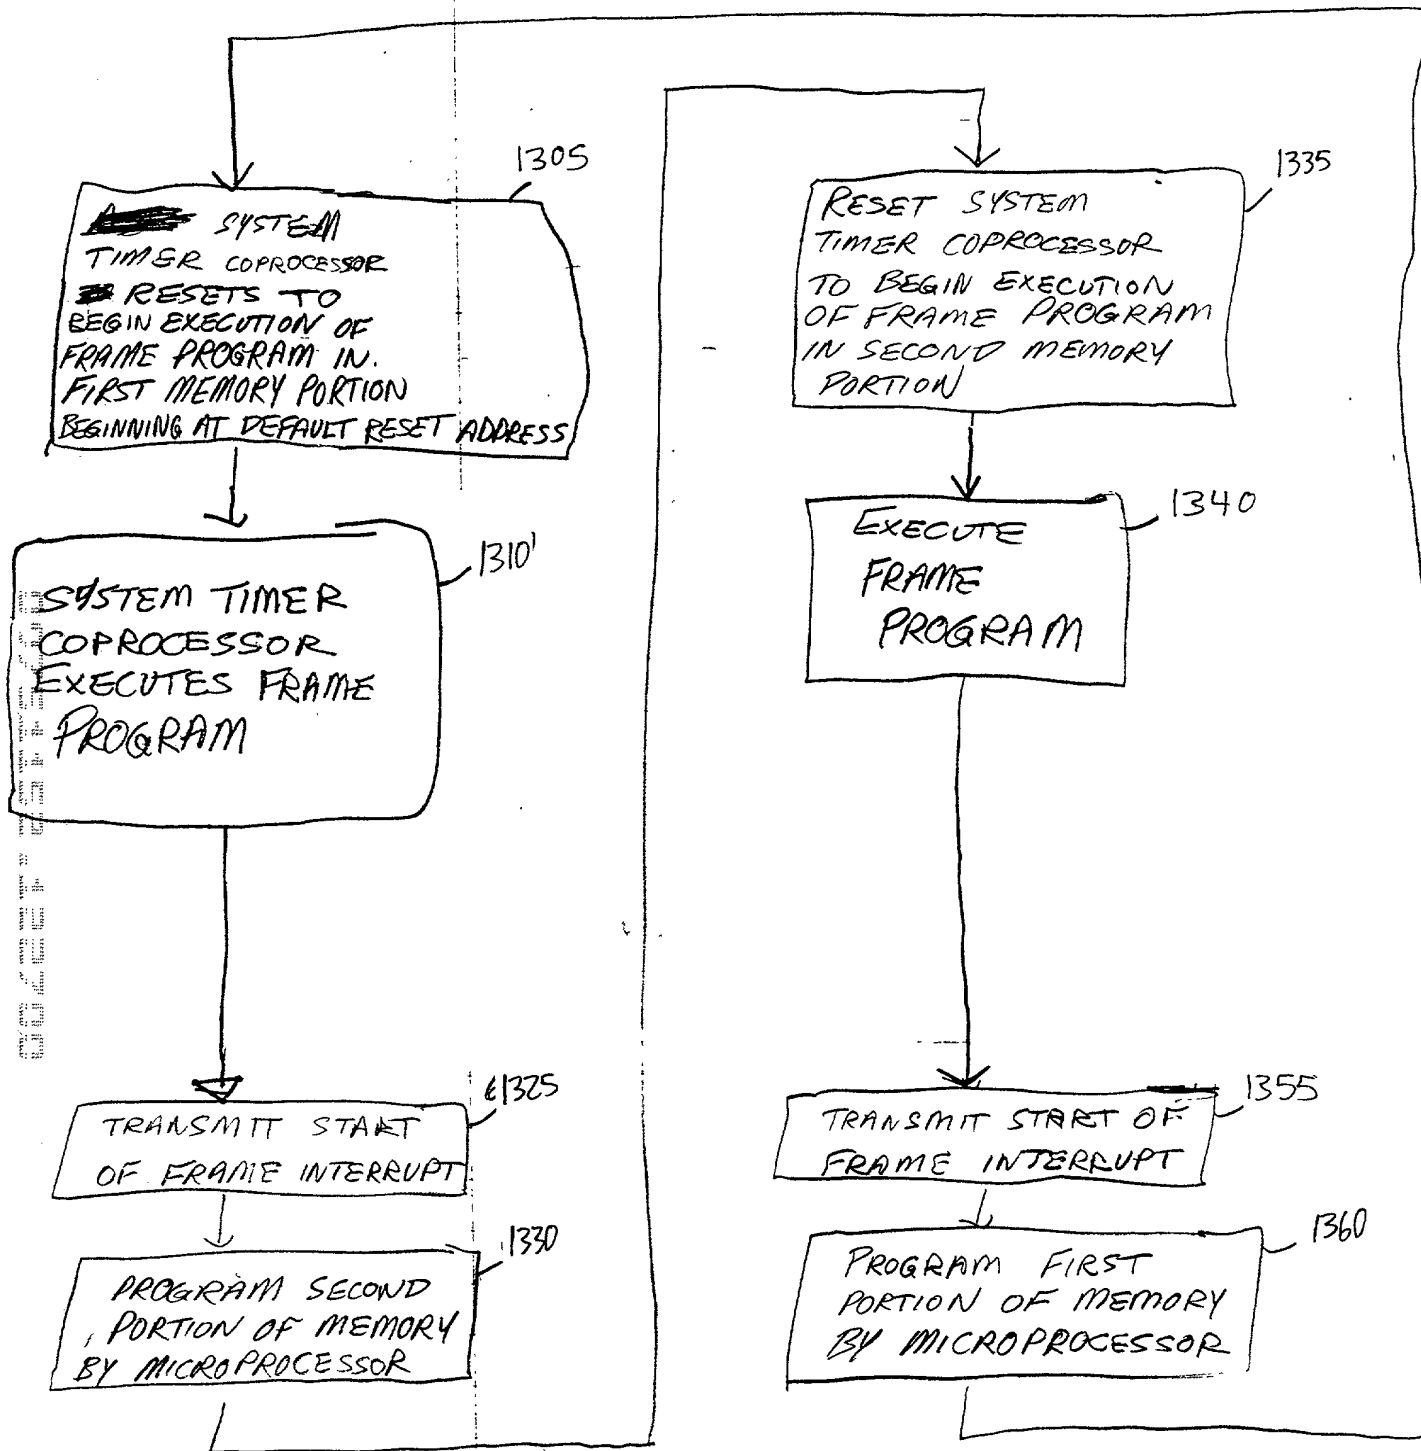 1305
SYSTEM
TIMER COPROCESSOR
RESETS TO
BEGIN EXECUTION OF
FRAME PROGRAM IN.
FIRST MEMORY PORTION
BEGINNING AT DEFAULT RESET ADDRESS
1310'
SYSTEM TIMER
COPROCESSOR
EXECUTES FRAME
PROGRAM
1325
TRANSMIT START
OF FRAME INTERRUPT
1330
PROGRAM SECOND
PORTION OF MEMORY
BY MICROPROCESSOR
1335
RESET SYSTEM
TIMER COPROCESSOR
TO BEGIN EXECUTION
OF FRAME PROGRAM
IN SECOND MEMORY
PORTION
1340
EXECUTE
FRAME
PROGRAM
1355
TRANSMIT START OF
FRAME INTERRUPT
1360
PROGRAM FIRST
PORTION OF MEMORY
BY MICROPROCESSOR